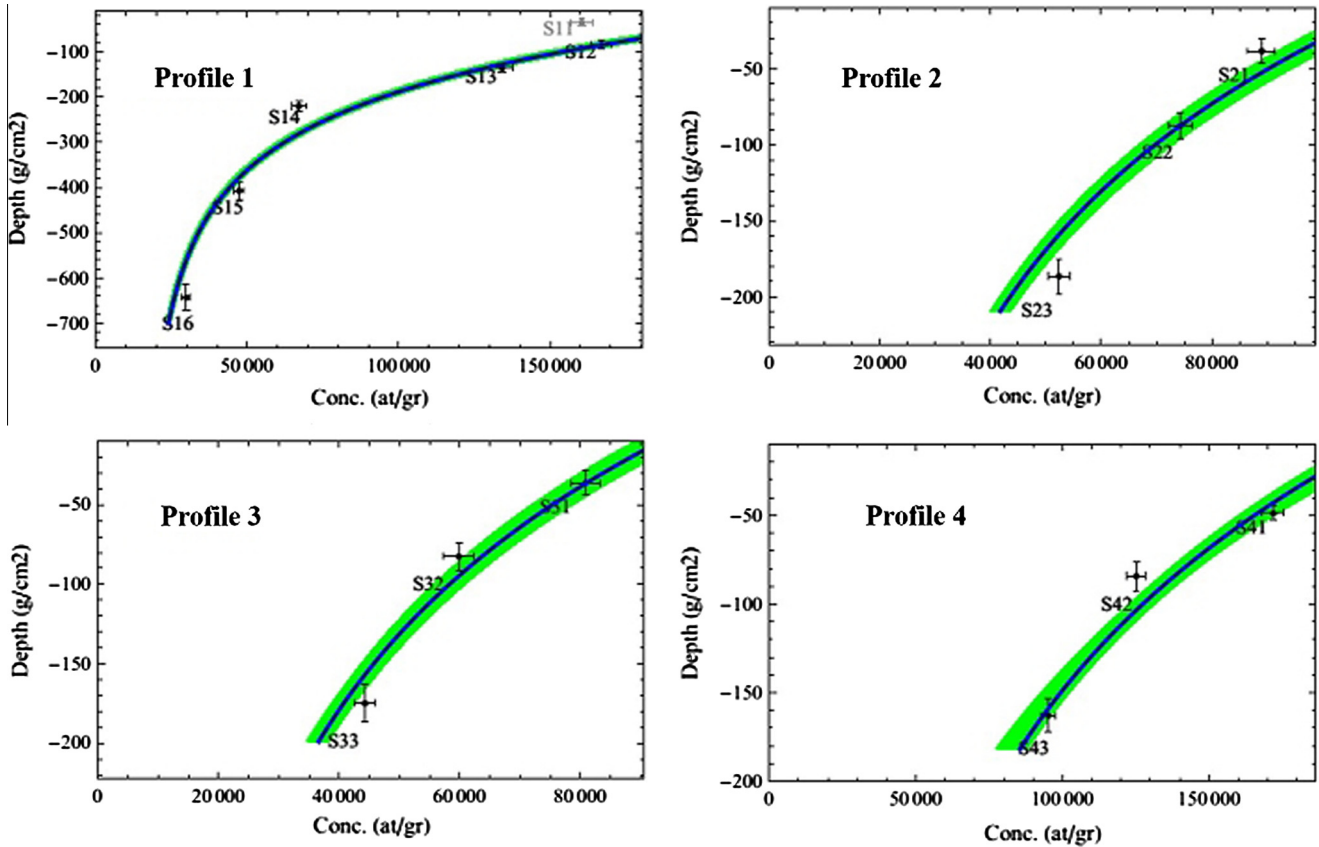 Profile 1
S11
S12
S13
S14
S15
S16
−100
−200
−300
−400
−500
−600
−700
0
50 000
100 000
150 000
Depth (g/cm2)
Conc. (at/gr)
Profile 2
S21
S22
S23
−50
−100
−150
−200
0
20 000
40 000
60 000
80 000
Depth (g/cm2)
Conc. (at/gr)
Profile 3
S31
S32
S33
−50
−100
−150
−200
0
20 000
40 000
60 000
80 000
Depth (g/cm2)
Conc. (at/gr)
Profile 4
S41
S42
S43
−50
−100
−150
−200
0
50 000
100 000
150 000
Depth (g/cm2)
Conc. (at/gr)